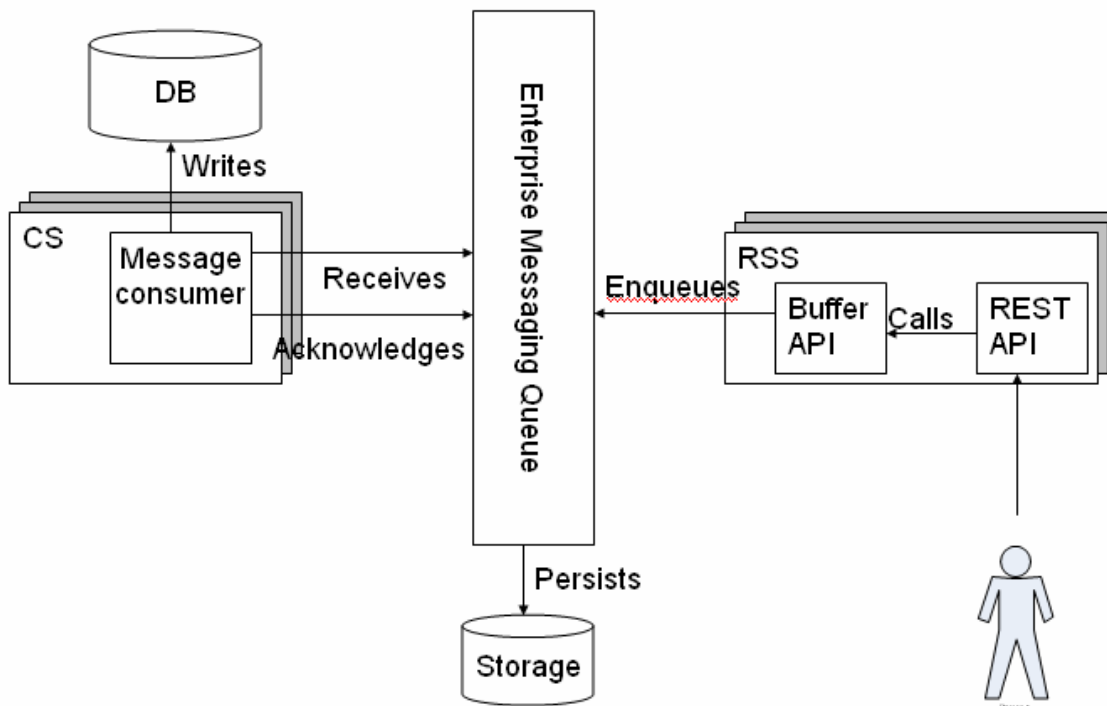 DB
Writes
CS
Message
consumer
Receives
Acknowledges
Enterprise Messaging Queue
Persists
Storage
Enqueues
RSS
Buffer
API
Calls
REST
API